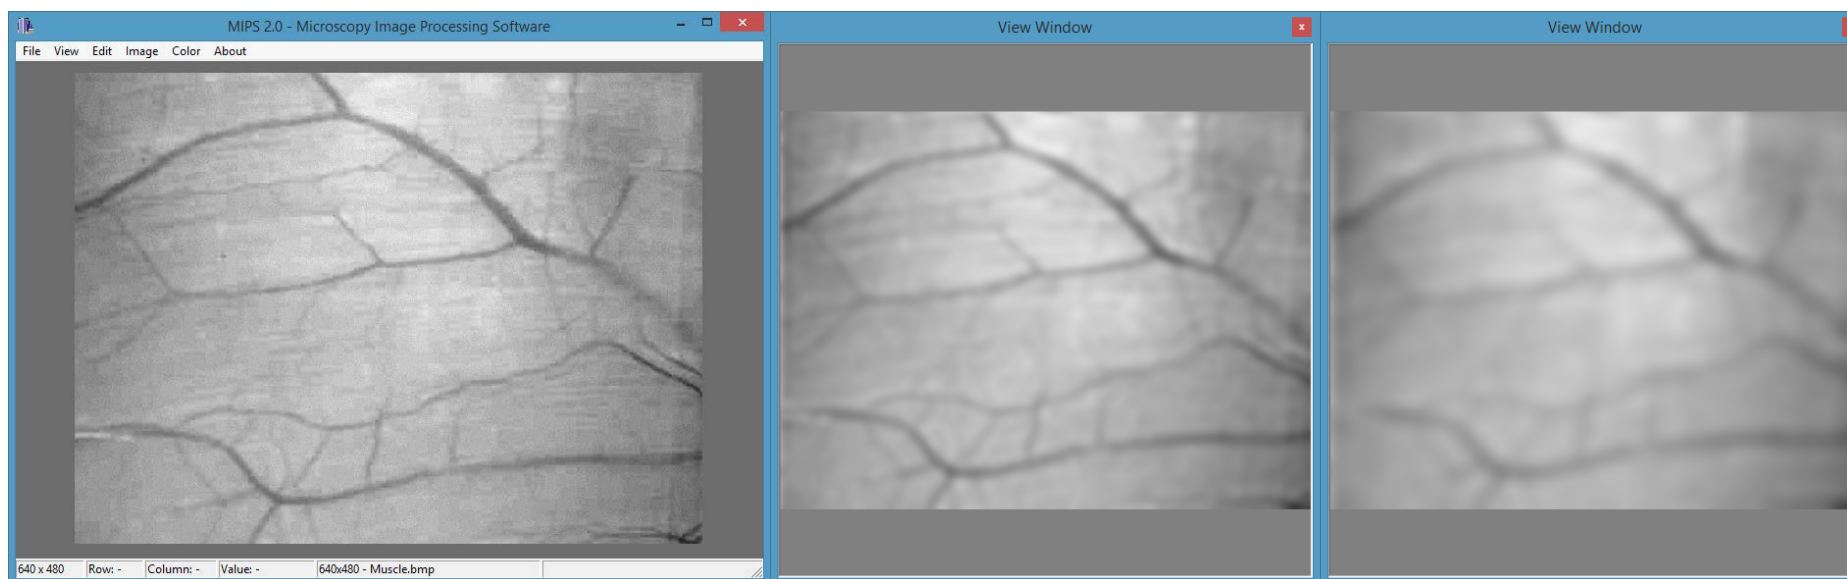 MIPS 2.0 - Microscopy Image Processing Software
File View Edit Image Color About
640 x 480 Row: - Column: - Value: - 640x480 - Muscle.bmp
View Window
View Window